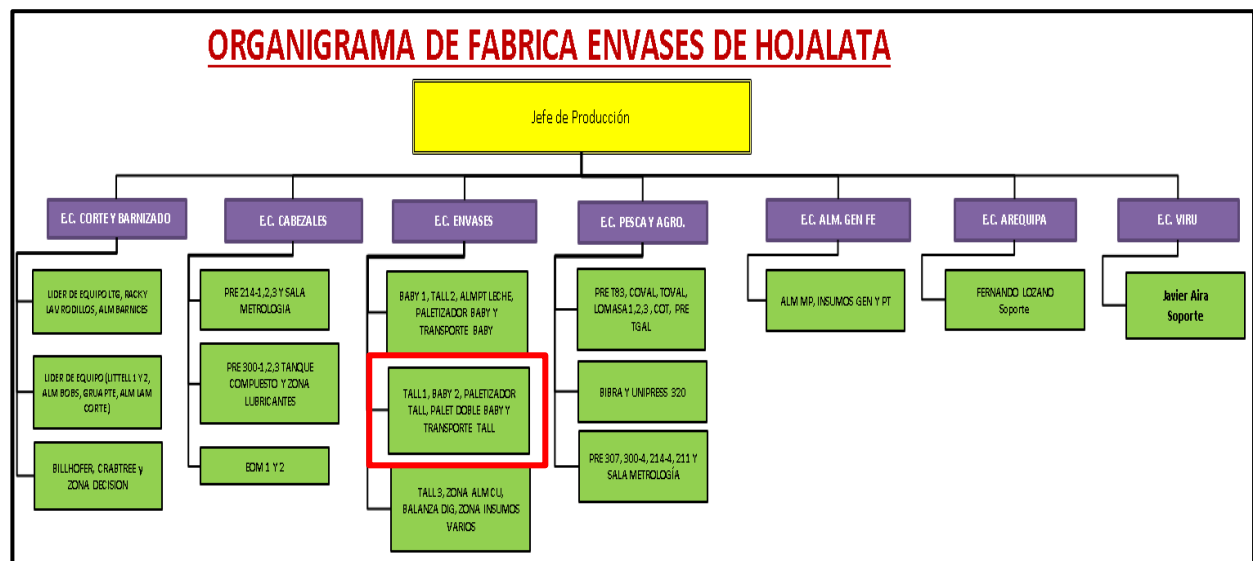 ORGANIGRAMA DE FABRICA ENVASES DE HOJALATA
Jefe de Producción
E.C. CORTE Y BARNIZADO
E.C. CABEZALES
E.C. ENVASES
E.C. PESCA Y AGRO.
E.C. ALM. GEN FE
E.C. AREQUIPA
E.C. VIRU
LIDER DE EQUIPO LTG, RACKY
LAV RODILLOS, ALM BARNICES
LIDER DE EQUIPO (LITTELL 1 Y 2,
ALM BOBS, GRUA PTE, ALM LAM
CORTE)
BILLHOFER, CRABTREE y
ZONA DECISION
PRE 214-1,2,3 Y SALA
METROLOGIA
PRE 300-1,2,3 TANQUE
COMPUESTO Y ZONA
LUBRICANTES
EOM 1 Y 2
BABY 1, TALL 2, ALMPT LECHE,
PALETIZADOR BABY Y
TRANSPORTE BABY
TALL 1, BABY 2, PALETIZADOR
TALL, PALET DOBLE BABY Y
TRANSPORTE TALL
TALL 3, ZONA ALM CU,
BALANZA DIG, ZONA INSUMOS
VARIOS
PRE T83, COVAL, TOVAL,
LOMASA 1,2,3 , COT, PRE
TGAL
BIBRA Y UNIPRESS 320
PRE 307, 300-4, 214-4, 211 Y
SALA METROLOGÍA
ALM MP, INSUMOS GEN Y PT
FERNANDO LOZANO
Soporte
Javier Aira
Soporte